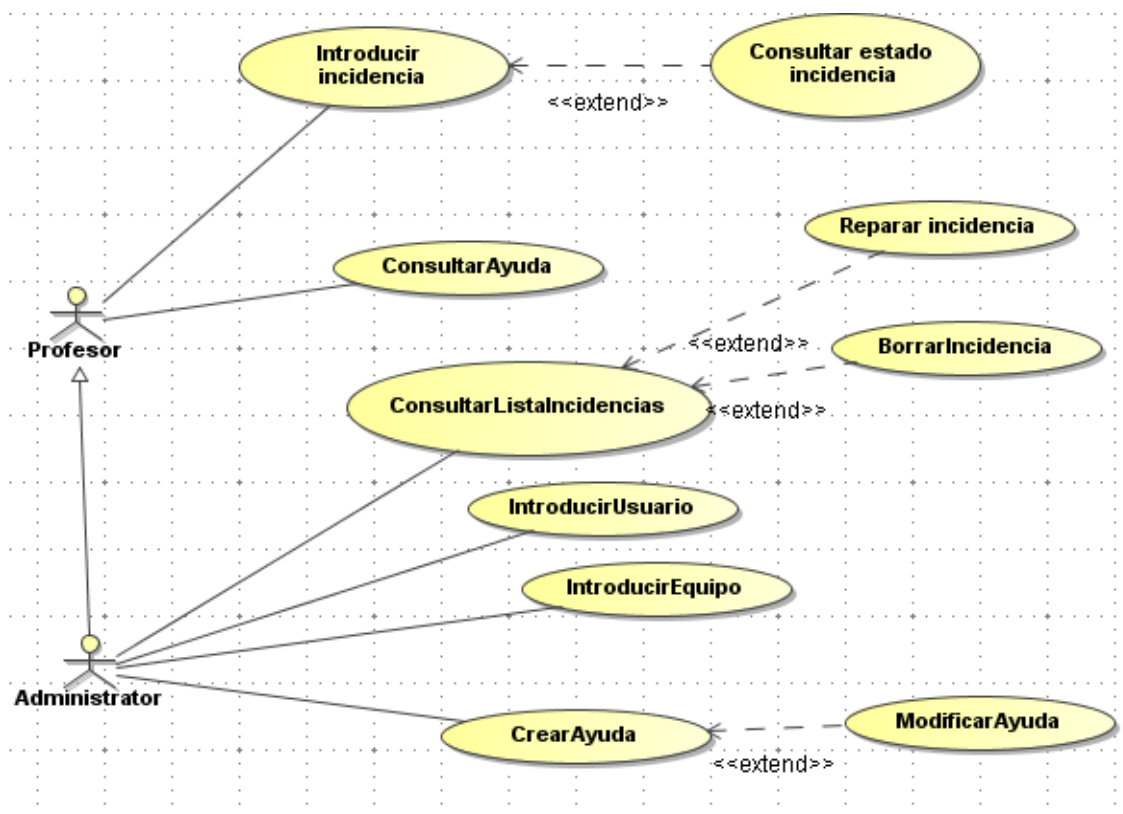 Introducir
incidencia
Consultar estado
incidencia
<<extend>>
Reparar incidencia
ConsultarAyuda
Profesor
<<extend>>
BorrarIncidencia
ConsultarListaIncidencias
<<extend>>
IntroducirUsuario
IntroducirEquipo
Administrator
CrearAyuda
ModificarAyuda
<<extend>>